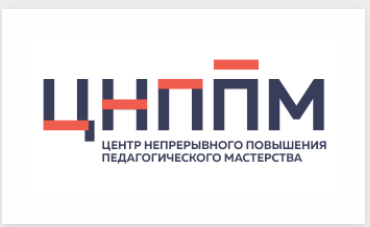 ЦНППМ
ЦЕНТР НЕПРЕРЫВНОГО ПОВЫШЕНИЯ
ПЕДАГОГИЧЕСКОГО МАСТЕРСТВА